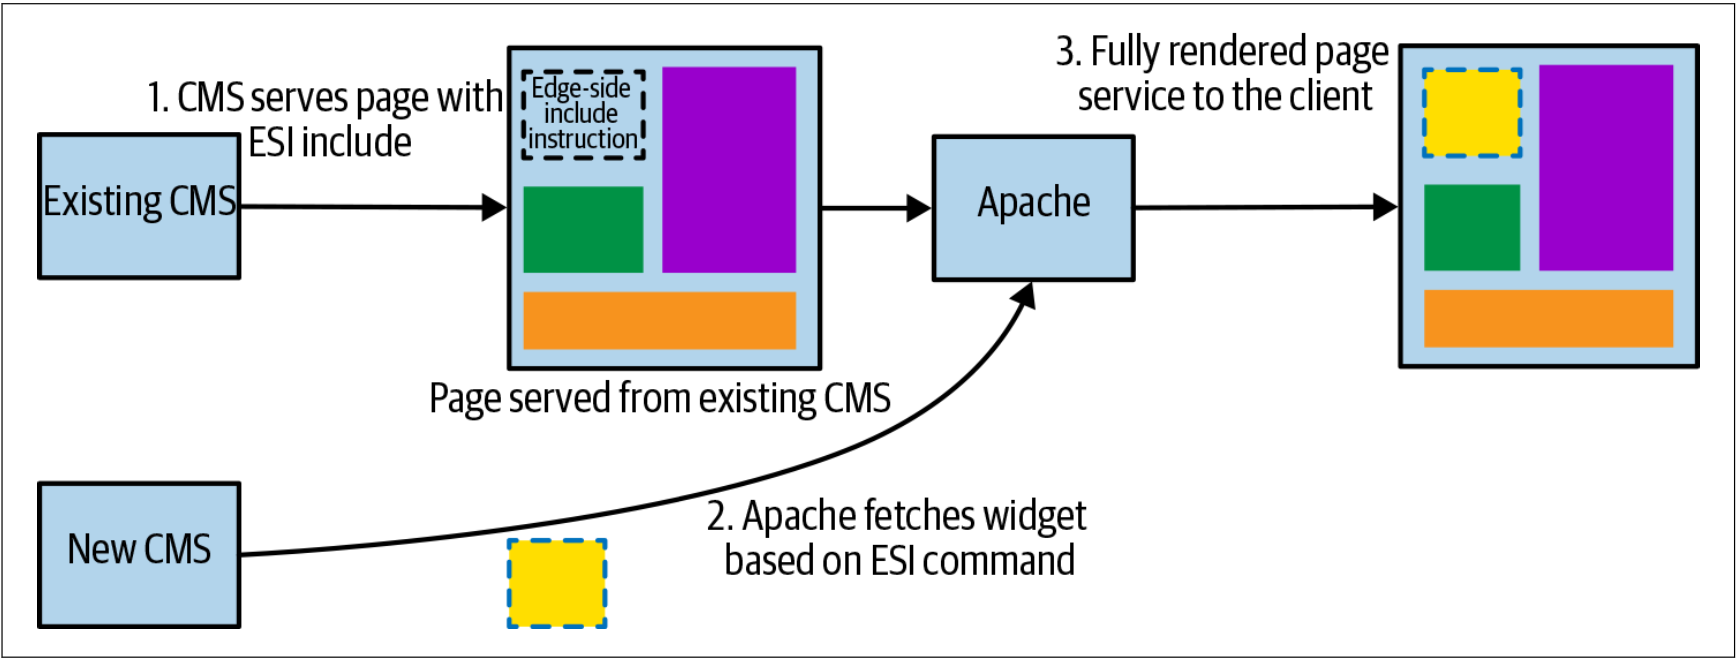 1. CMS serves page with
ESI include
Existing CMS
Edge-side
include
instruction
Page served from existing CMS
Apache
3. Fully rendered page
service to the client
New CMS
2. Apache fetches widget
based on ESI command